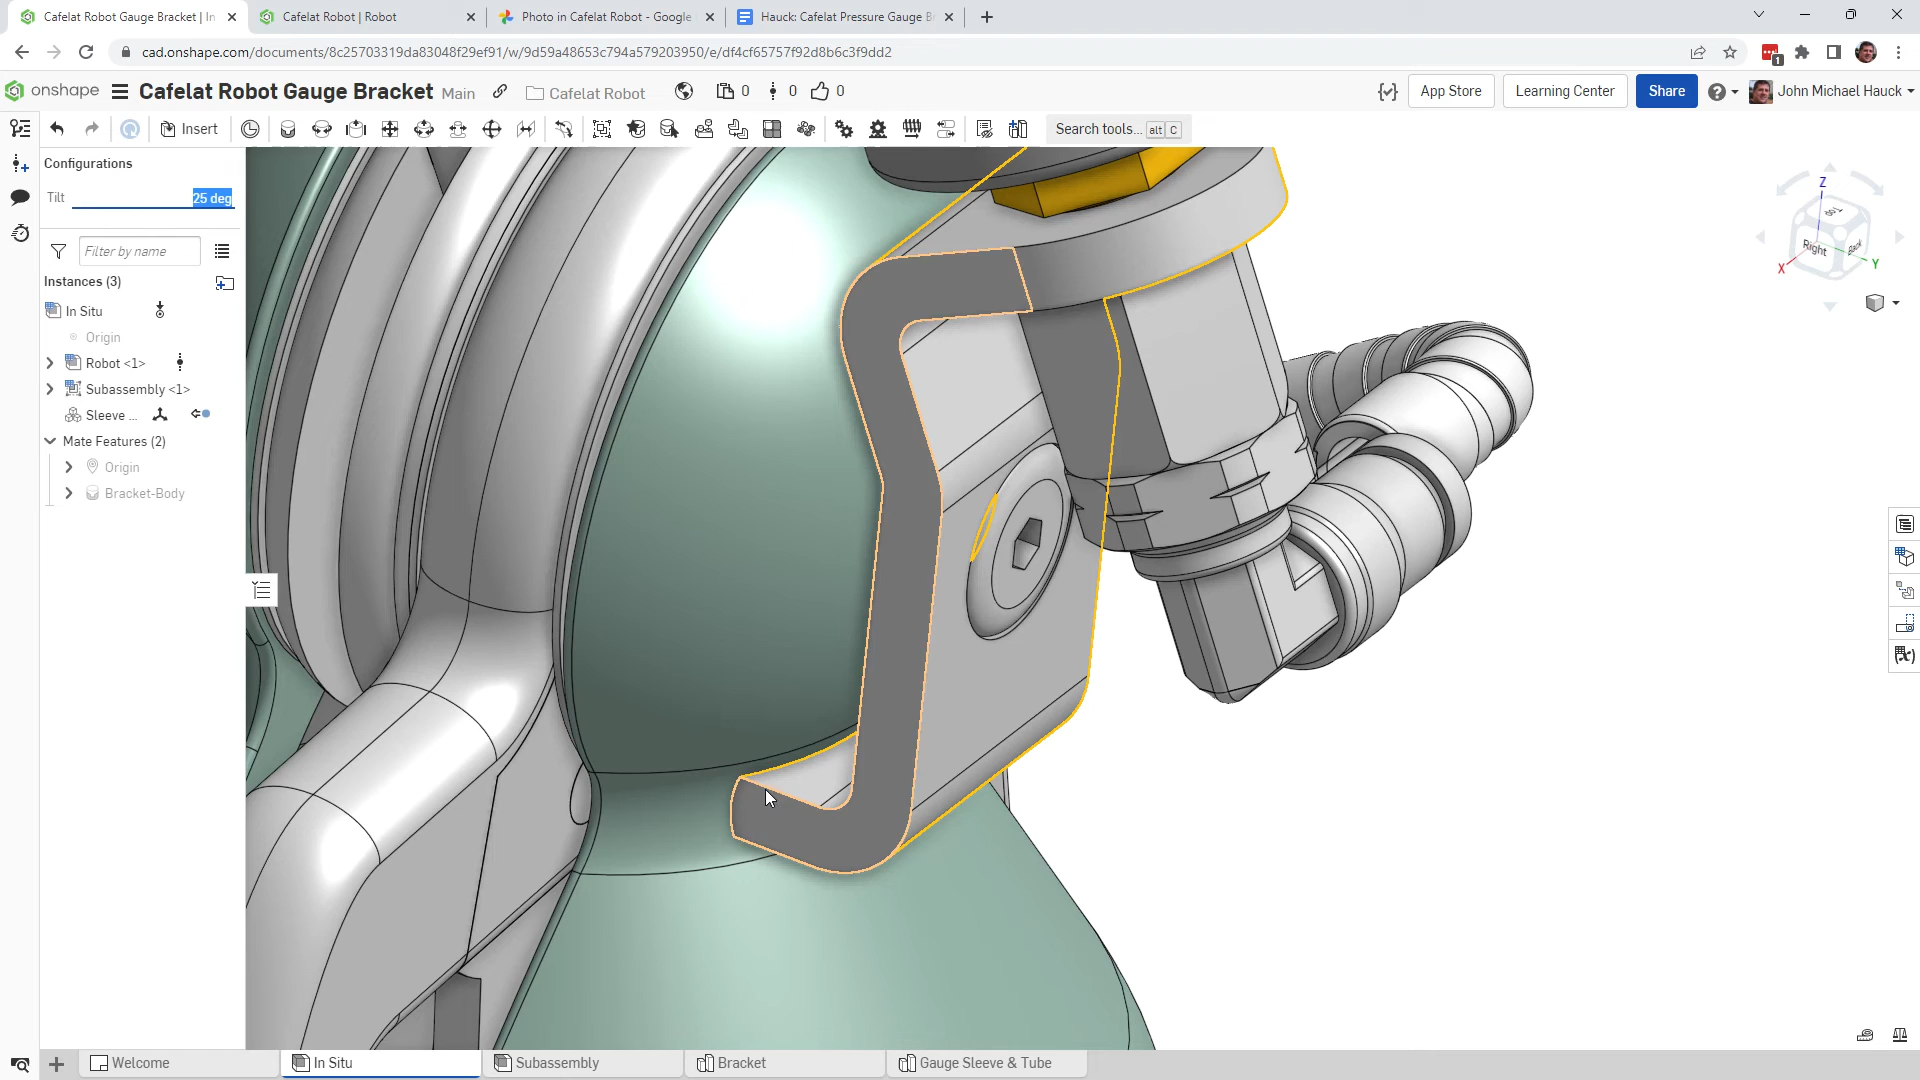 Cafelat Robot Gauge Bracket | In
Cafelat Robot | Robot
Photo in Cafelat Robot - Google
Hauck: Cafelat Pressure Gauge B
cad.onshape.com/documents/8c25703319da83048f29ef91/w/9d59a48653c794a579203950/e/df4cf65757f92d8b6c3f9dd2
1
onshape
Cafelat Robot Gauge Bracket
Main
Cafelat Robot
0
0
0
App Store
Learning Center
Share
John Michael Hauck
Insert
Search tools... alt C
Configurations
Tilt 25 deg
Filter by name
Instances (3)
In Situ
Origin
Robot <1>
Subassembly <1>
Sleeve ...
Mate Features (2)
Origin
Bracket-Body
Z
TOP
Right
Back
X
Y
Welcome
In Situ
Subassembly
Bracket
Gauge Sleeve & Tube